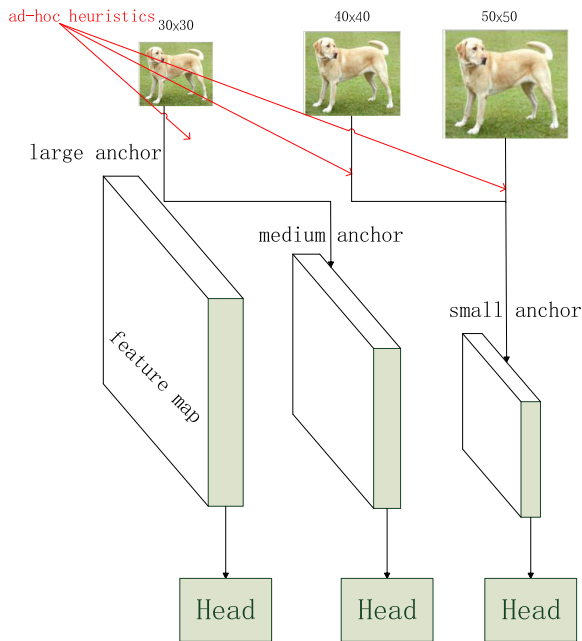 ad-hoc heuristics
30x30
40x40
50x50
large anchor
medium anchor
small anchor
feature map
Head
Head
Head